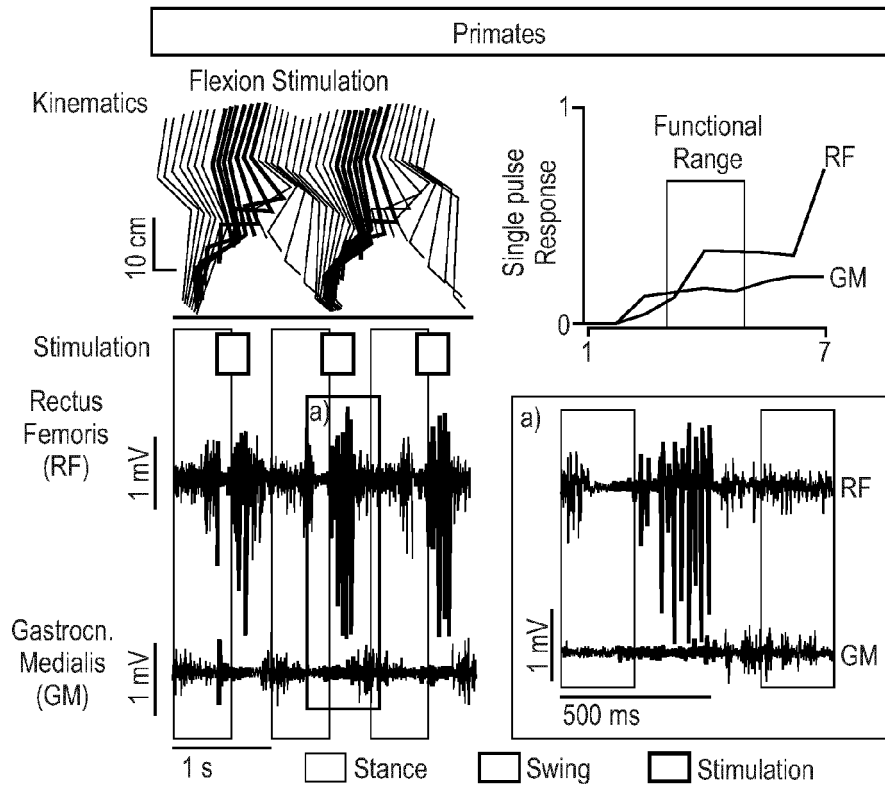 Primates
Flexion Stimulation
Kinematics
10 cm
Single pulse
Response
1
0
Functional
Range
RF
GM
1
7
Stimulation
Rectus
Femoris
(RF)
1 mV
a)
Gastrocn.
Medialis
(GM)
1 mV
1 s
a)
RF
1 mV
GM
500 ms
Stance
Swing
Stimulation